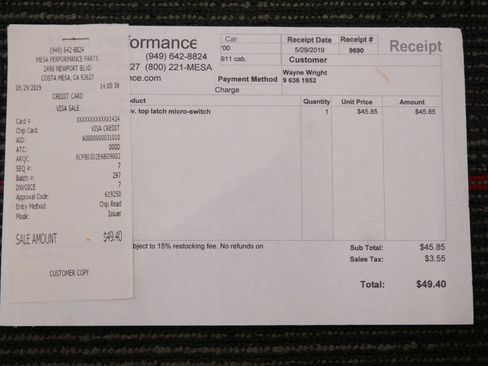 (949) 642-8824
MESA PERFORMANCE PARTS
2490 NEWPORT BLVD
COSTA MESA, CA 92627
05/29/2019 14:05:39
CREDIT CARD
VISA SALE
Card # XXXXXXXXXXXX1424
Chip Card: VISA CREDIT
AID: A0000000031010
ATC: 000D
ARQC: 5CFB03D2E6BD9002
SEQ #: 7
Batch #: 297
INVOICE 7
Approval Code: 619250
Entry Method: Chip Read
Mode: Issuer
SALE AMOUNT $49.40
CUSTOMER COPY
formance
(949) 642-8824
27 (800) 221-MESA
nce.com
Car
'00
911 cab.
Receipt Date Receipt #
5/29/2019 9690
Receipt
Customer
Payment Method
Charge
Wayne Wright
9 636 1952
duct Quantity Unit Price Amount
v. top latch micro-switch 1 $45.85 $45.85
bject to 15% restocking fee. No refunds on
Sub Total: $45.85
Sales Tax: $3.55
Total: $49.40